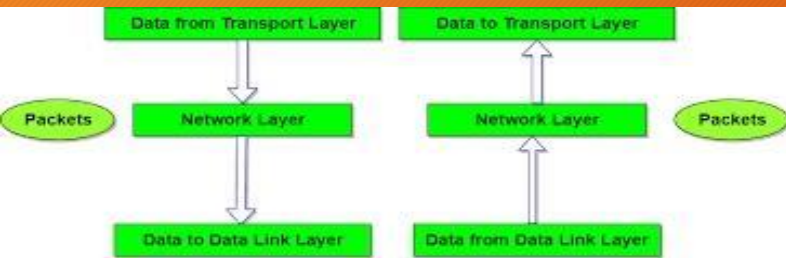 Data from Transport Layer
Data to Transport Layer
Packets
Network Layer
Network Layer
Packets
Data to Data Link Layer
Data from Data Link Layer